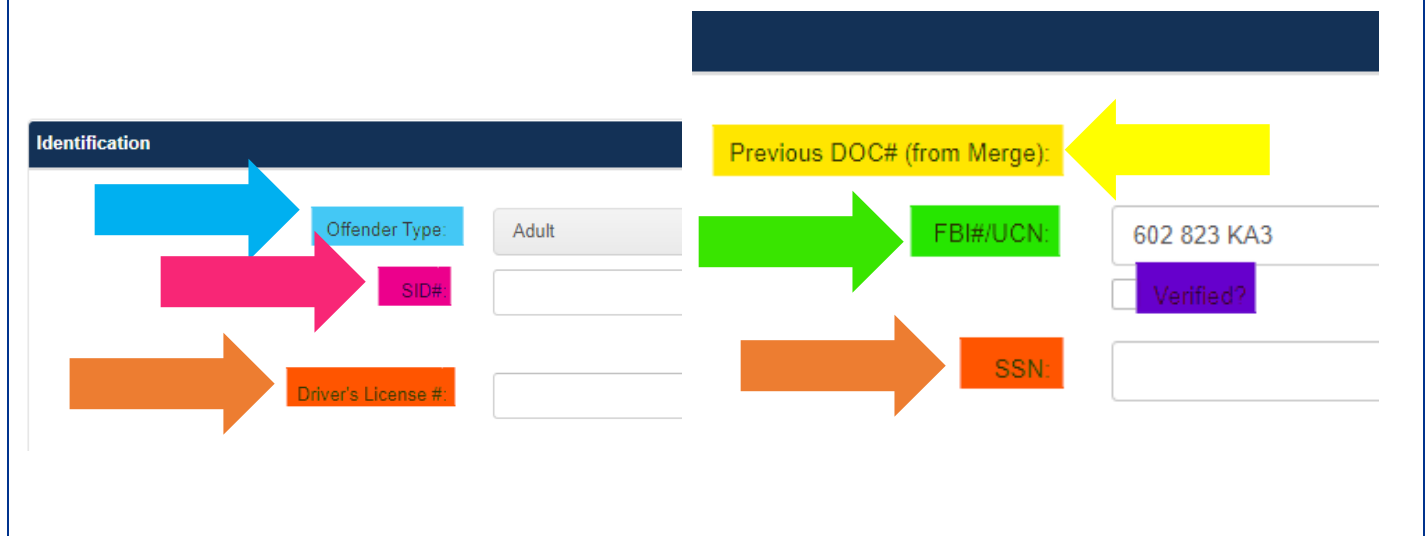 Identification
Offender Type: Adult
SID#:
Driver's License #:
Previous DOC# (from Merge):
FBI#/UCN: 602 823 KA3
Verified?
SSN: